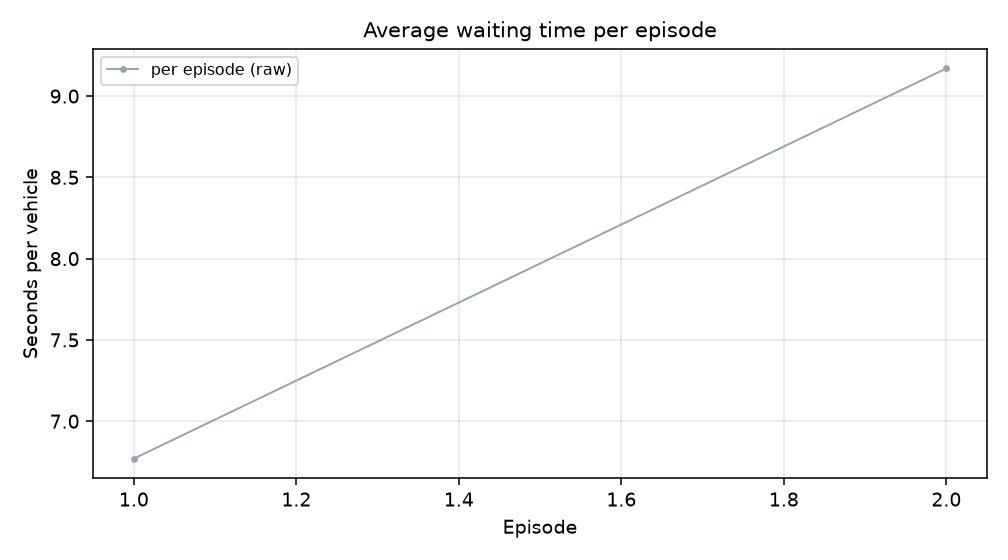 Average waiting time per episode
per episode (raw)
Seconds per vehicle
9.0
8.5
8.0
7.5
7.0
1.0 1.2 1.4 1.6 1.8 2.0
Episode